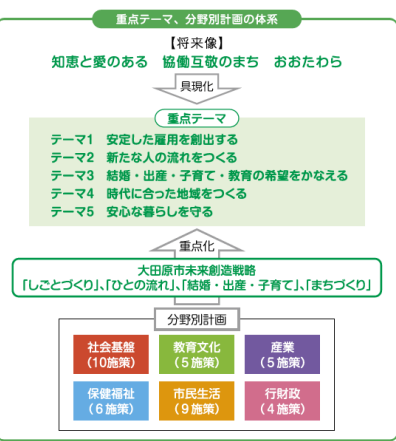 重点テーマ、分野別計画の体系
【将来像】
知恵と愛のある　協働互敬のまち　おおたわら
具現化
重点テーマ
テーマ1　安定した雇用を創出する
テーマ2　新たな人の流れをつくる
テーマ3　結婚・出産・子育て・教育の希望をかなえる
テーマ4　時代に合った地域をつくる
テーマ5　安心な暮らしを守る
重点化
大田原市未来創造戦略
「しごとづくり」、「ひとの流れ」、「結婚・出産・子育て」、「まちづくり」
分野別計画
社会基盤
（10施策）
教育文化
（5施策）
産業
（5施策）
保健福祉
（6施策）
市民生活
（9施策）
行財政
（4施策）